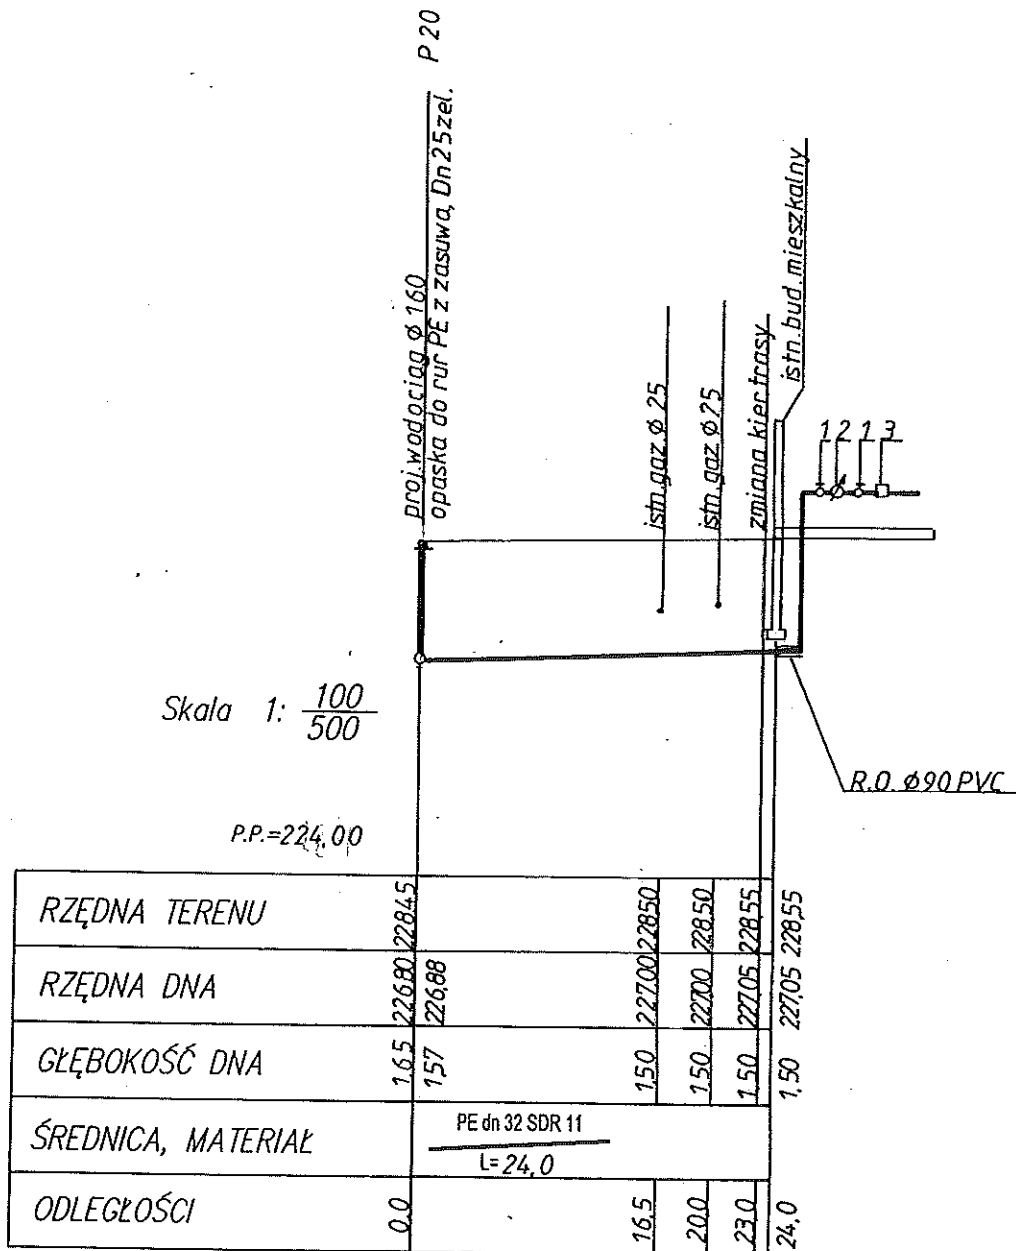 P 20
proj.wodociąg ϕ 160
opaska do rur PE z zasuwą Dn25żel.
istn.gaz ϕ 25
istn.gaz ϕ 75
zmiana kier.trasy
istn.bud.mieszkalny
1 2 1 3
Skala 1: 100
500
R.O. ϕ90 PVC
P.P.=224,00
RZĘDNA TERENU 228,45 228,50 228,50 228,55 228,55
RZĘDNA DNA 226,80 226,88 227,00 227,00 227,05 227,05
GŁĘBOKOŚĆ DNA 1,65 1,57 1,50 1,50 1,50 1,50
ŚREDNICA, MATERIAŁ PE dn 32 SDR 11
L=24,0
ODLEGŁOŚCI 0,0 16,5 20,0 23,0 24,0